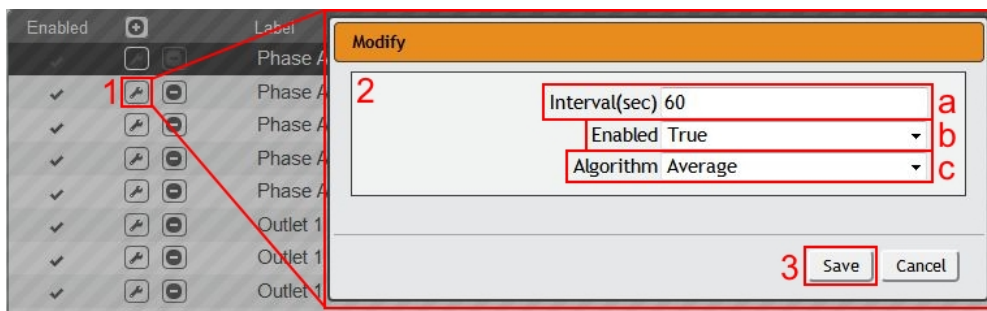 Enabled Label
Phase A
1 Phase A
Phase A
Phase A
Phase A
Outlet 1
Outlet 1
Outlet 1
Modify
2
Interval(sec) 60 a
Enabled True b
Algorithm Average c
3 Save Cancel